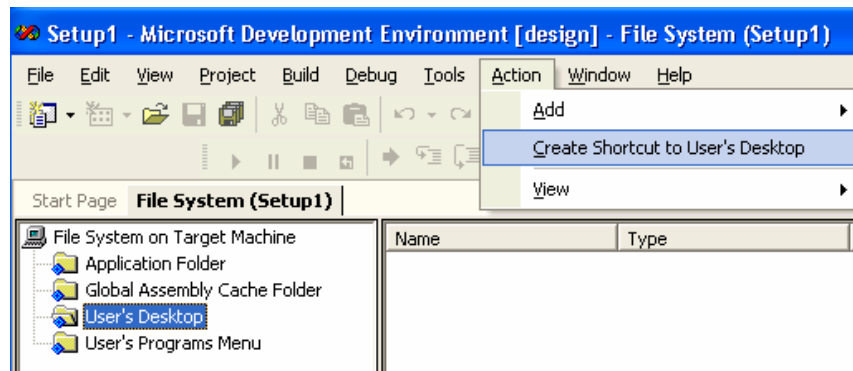 Setup1 - Microsoft Development Environment [design] - File System (Setup1)
File Edit View Project Build Debug Tools Action Window Help
Add
Create Shortcut to User's Desktop
View
Start Page File System (Setup1)
File System on Target Machine
Application Folder
Global Assembly Cache Folder
User's Desktop
User's Programs Menu
Name Type